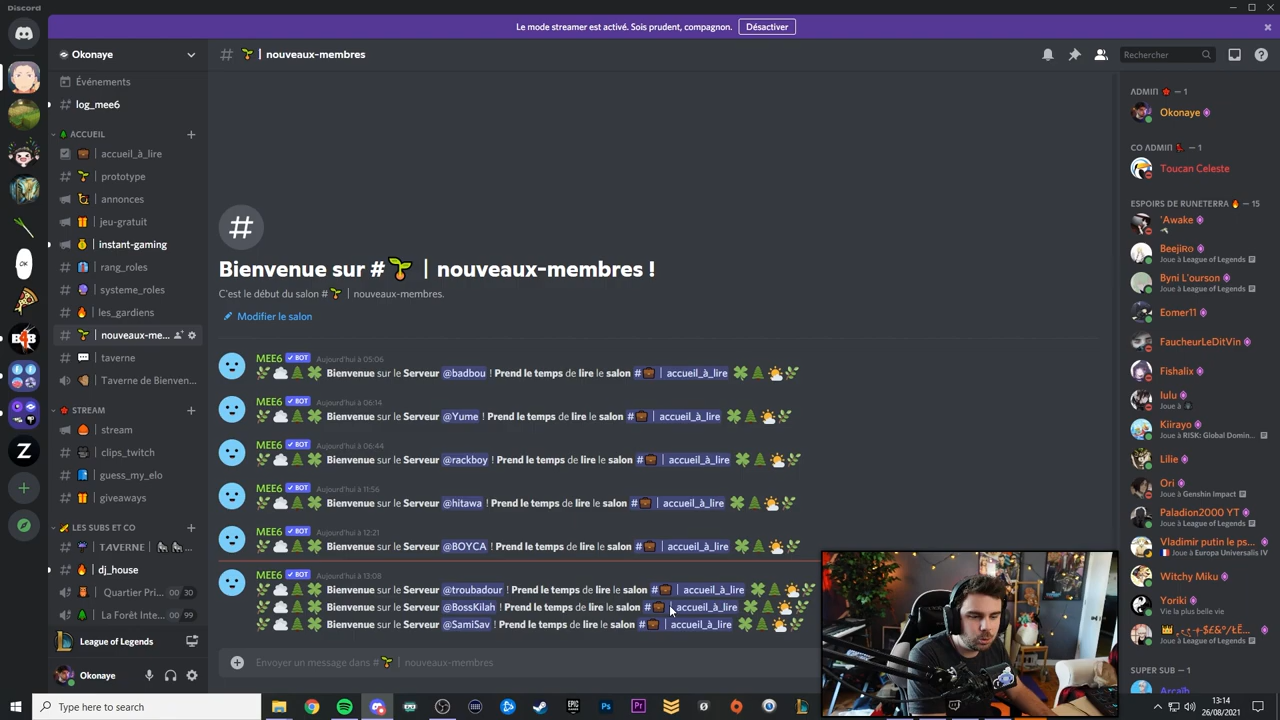 Discord
Le mode streamer est activé. Sois prudent, compagnon. Désactiver
Okonaye
Événements
log_mee6
ACCUEIL
accueil_à_lire
prototype
annonces
jeu-gratuit
instant-gaming
rang_roles
systeme_roles
les_gardiens
nouveaux-me...
taverne
Taverne de Bienven...
STREAM
stream
clips_twitch
guess_my_elo
giveaways
LES SUBS ET CO
TAVERNE
dj_house
Quartier Pri... 00 30
La Forêt Inte... 00 99
League of Legends
Okonaye
# 🌱 | nouveaux-membres
Rechercher
Bienvenue sur #🌱 | nouveaux-membres !
C'est le début du salon #🌱 | nouveaux-membres.
Modifier le salon
MEE6 ✓ BOT Aujourd'hui à 05:06
🌿☁️🌲🍀 Bienvenue sur le Serveur @badbou ! Prend le temps de lire le salon #💼 | accueil_à_lire 🍀🌲🌤️🌿
MEE6 ✓ BOT Aujourd'hui à 06:14
🌿☁️🌲🍀 Bienvenue sur le Serveur @Yume ! Prend le temps de lire le salon #💼 | accueil_à_lire 🍀🌲🌤️🌿
MEE6 ✓ BOT Aujourd'hui à 06:44
🌿☁️🌲🍀 Bienvenue sur le Serveur @rackboy ! Prend le temps de lire le salon #💼 | accueil_à_lire 🍀🌲🌤️🌿
MEE6 ✓ BOT Aujourd'hui à 11:56
🌿☁️🌲🍀 Bienvenue sur le Serveur @hitawa ! Prend le temps de lire le salon #💼 | accueil_à_lire 🍀🌲🌤️🌿
MEE6 ✓ BOT Aujourd'hui à 12:21
🌿☁️🌲🍀 Bienvenue sur le Serveur @BOYCA ! Prend le temps de lire le salon #💼 | accueil_à_lire 🍀🌲🌤️🌿
MEE6 ✓ BOT Aujourd'hui à 13:08
🌿☁️🌲🍀 Bienvenue sur le Serveur @troubadour ! Prend le temps de lire le salon #💼 | accueil_à_lire 🍀🌲🌤️🌿
🌿☁️🌲🍀 Bienvenue sur le Serveur @BossKilah ! Prend le temps de lire le salon #💼 | accueil_à_lire 🍀🌲🌤️🌿
🌿☁️🌲🍀 Bienvenue sur le Serveur @SamiSav ! Prend le temps de lire le salon #💼 | accueil_à_lire 🍀🌲🌤️🌿
Envoyer un message dans #🌱 | nouveaux-membres
ADMIN — 1
Okonaye
CO ADMIN — 1
Toucan Celeste
ESPOIRS DE RUNETERRA 🔥 — 15
'Awake
BeejiRo
Joue à League of Legends
Byni L'ourson
Joue à League of Legends
Eomer11
FaucheurLeDitVin
Fishalix
lulu
Joue à
Kiirayo
Joue à RISK: Global Domin...
Lilie
Ori
Joue à Genshin Impact
Paladion2000 YT
Joue à League of Legends
Vladimir putin le ps...
Joue à Europa Universalis IV
Witchy Miku
Yoriki
Vie la plus belle vie
Joue à League of Legends
SUPER SUB — 1
Arcaïb
Type here to search
13:14
26/08/2021